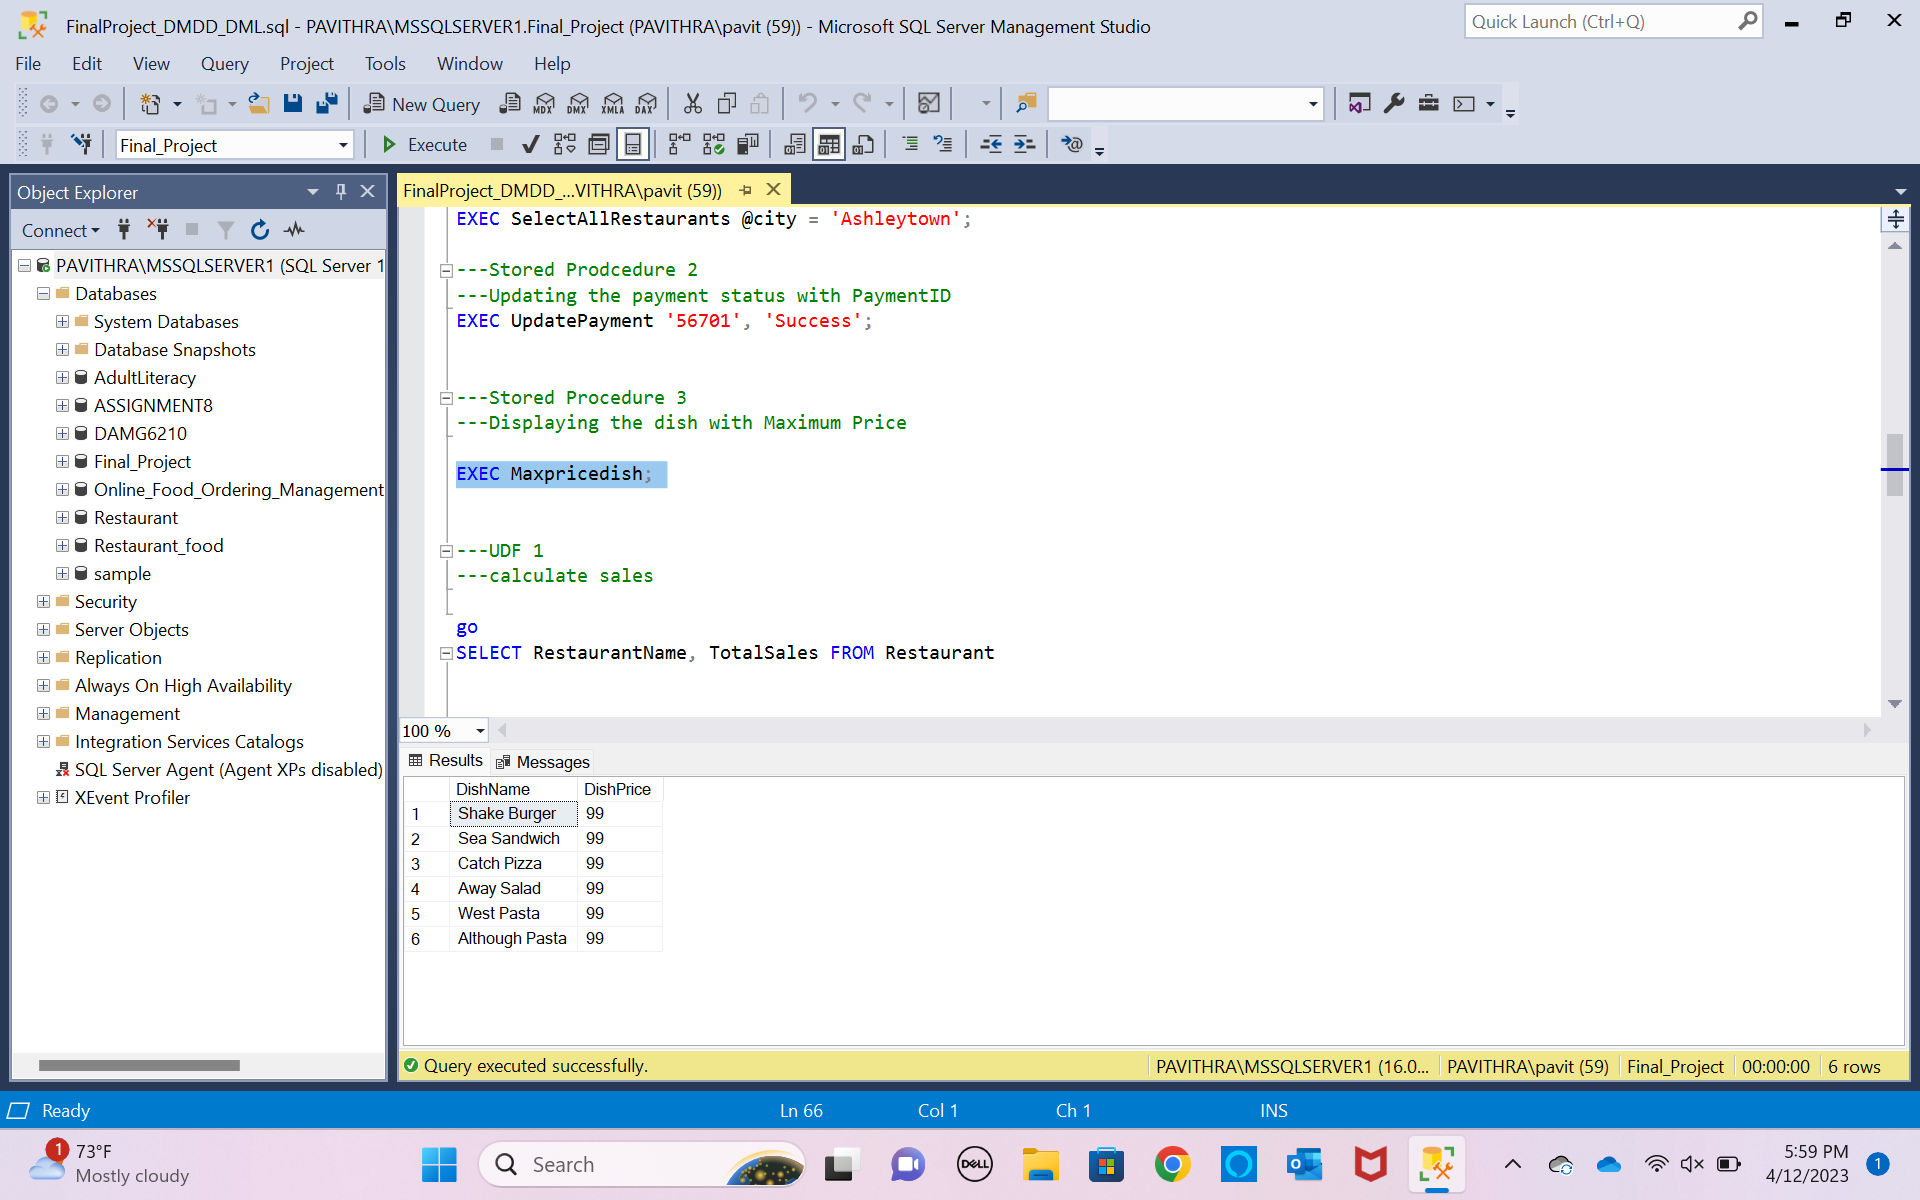 FinalProject_DMDD_DML.sql - PAVITHRA\MSSQLSERVER1.Final_Project (PAVITHRA\pavit (59)) - Microsoft SQL Server Management Studio
Quick Launch (Ctrl+Q)
File Edit View Query Project Tools Window Help
New Query MDX DMX XMLA DAX
Final_Project Execute
Object Explorer
Connect
PAVITHRA\MSSQLSERVER1 (SQL Server 1
Databases
System Databases
Database Snapshots
AdultLiteracy
ASSIGNMENT8
DAMG6210
Final_Project
Online_Food_Ordering_Management
Restaurant
Restaurant_food
sample
Security
Server Objects
Replication
Always On High Availability
Management
Integration Services Catalogs
SQL Server Agent (Agent XPs disabled)
XEvent Profiler
FinalProject_DMDD_...VITHRA\pavit (59))
EXEC SelectAllRestaurants @city = 'Ashleytown';
---Stored Prodcedure 2
---Updating the payment status with PaymentID
EXEC UpdatePayment '56701', 'Success';
---Stored Procedure 3
---Displaying the dish with Maximum Price
EXEC Maxpricedish;
---UDF 1
---calculate sales
go
SELECT RestaurantName, TotalSales FROM Restaurant
100 %
Results Messages
DishName DishPrice
1 Shake Burger 99
2 Sea Sandwich 99
3 Catch Pizza 99
4 Away Salad 99
5 West Pasta 99
6 Although Pasta 99
Query executed successfully. PAVITHRA\MSSQLSERVER1 (16.0... PAVITHRA\pavit (59) Final_Project 00:00:00 6 rows
Ready Ln 66 Col 1 Ch 1 INS
1
73°F
Mostly cloudy
Search
DELL
5:59 PM
4/12/2023
1